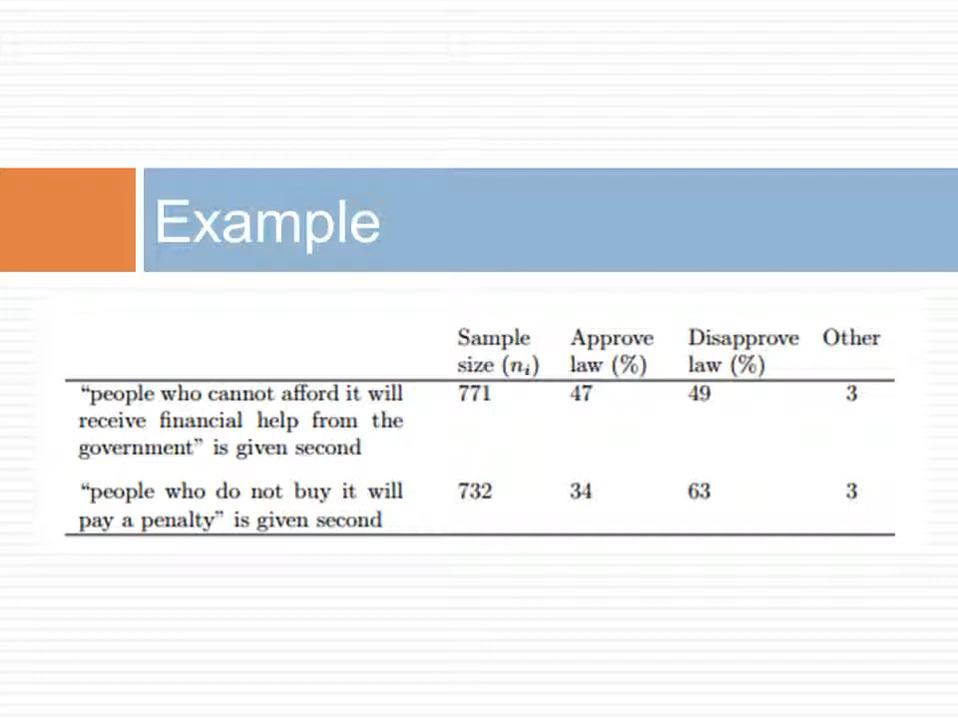 Example
Sample Approve Disapprove Other
size (nᵢ) law (%) law (%)
“people who cannot afford it will 771 47 49 3
receive financial help from the
government” is given second
“people who do not buy it will 732 34 63 3
pay a penalty” is given second